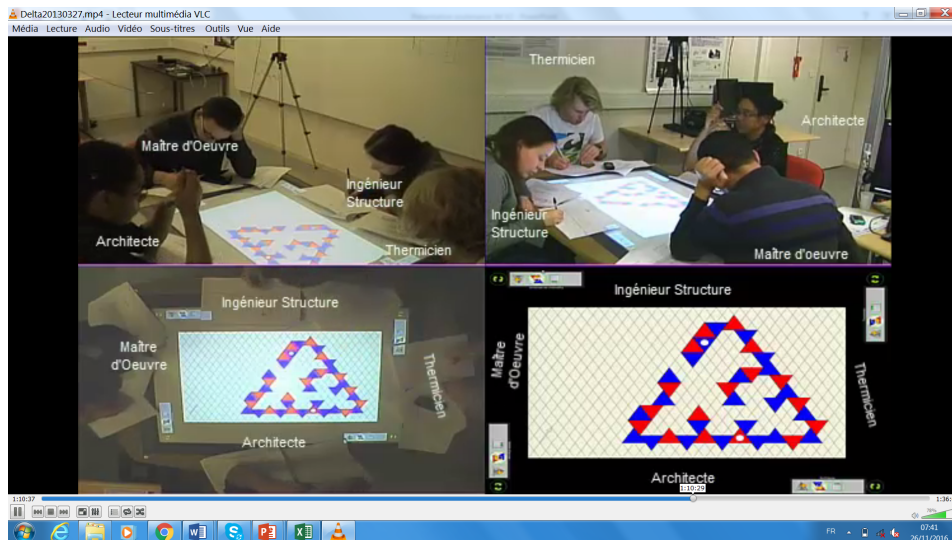 Delta20130327.mp4 - Lecteur multimédia VLC
Média Lecture Audio Vidéo Sous-titres Outils Vue Aide
Maître d'Oeuvre
Ingénieur
Structure
Architecte
Thermicien
Thermicien
Architecte
Ingénieur
Structure
Maître d'oeuvre
Ingénieur Structure
Maître
d'Oeuvre
Thermicien
Architecte
Ingénieur Structure
Maître
d'Oeuvre
Thermicien
Architecte
1:10:29
1:10:37
1:36:
FR
07:41